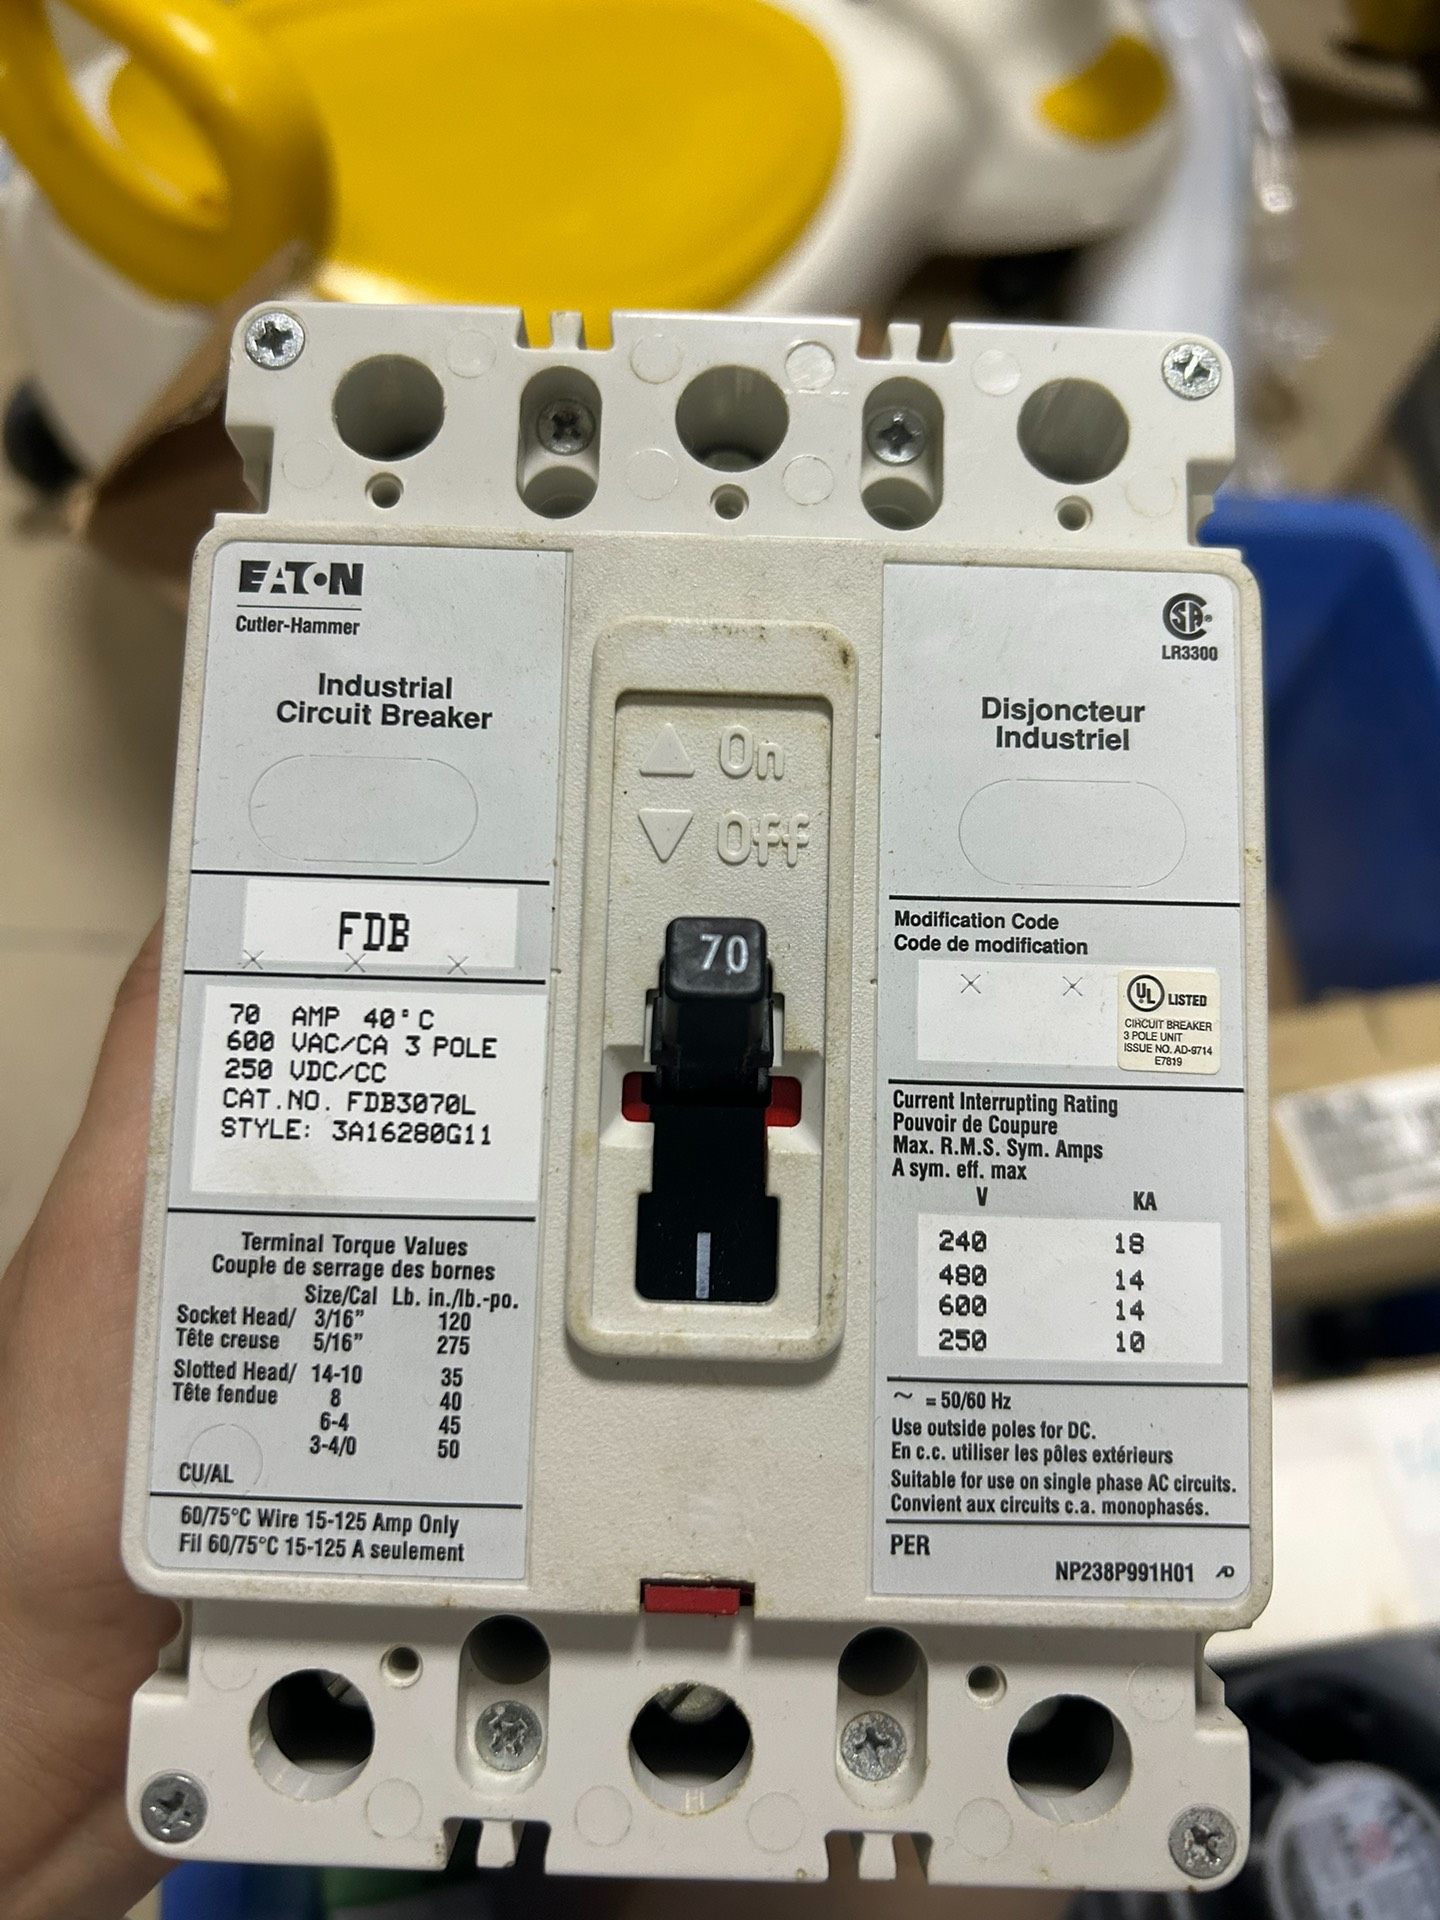 EATON
Cutler-Hammer
Industrial
Circuit Breaker
FDB
70 AMP 40°C
600 VAC/CA 3 POLE
250 VDC/CC
CAT.NO. FDB3070L
STYLE: 3A16280G11
Terminal Torque Values
Couple de serrage des bornes
Size/Cal Lb. in./lb.-po.
Socket Head/ 3/16" 120
Tête creuse 5/16" 275
Slotted Head/ 14-10 35
Tête fendue 8 40
6-4 45
3-4/0 50
CU/AL
60/75°C Wire 15-125 Amp Only
Fil 60/75°C 15-125 A seulement
On
Off
70
SA®
LR3300
Disjoncteur
Industriel
Modification Code
Code de modification
UL LISTED
CIRCUIT BREAKER
3 POLE UNIT
ISSUE NO. AD-9714
E7819
Current Interrupting Rating
Pouvoir de Coupure
Max. R.M.S. Sym. Amps
A sym. eff. max
V KA
240 18
480 14
600 14
250 10
~ = 50/60 Hz
Use outside poles for DC.
En c.c. utiliser les pôles extérieurs
Suitable for use on single phase AC circuits.
Convient aux circuits c.a. monophasés.
PER
NP238P991H01